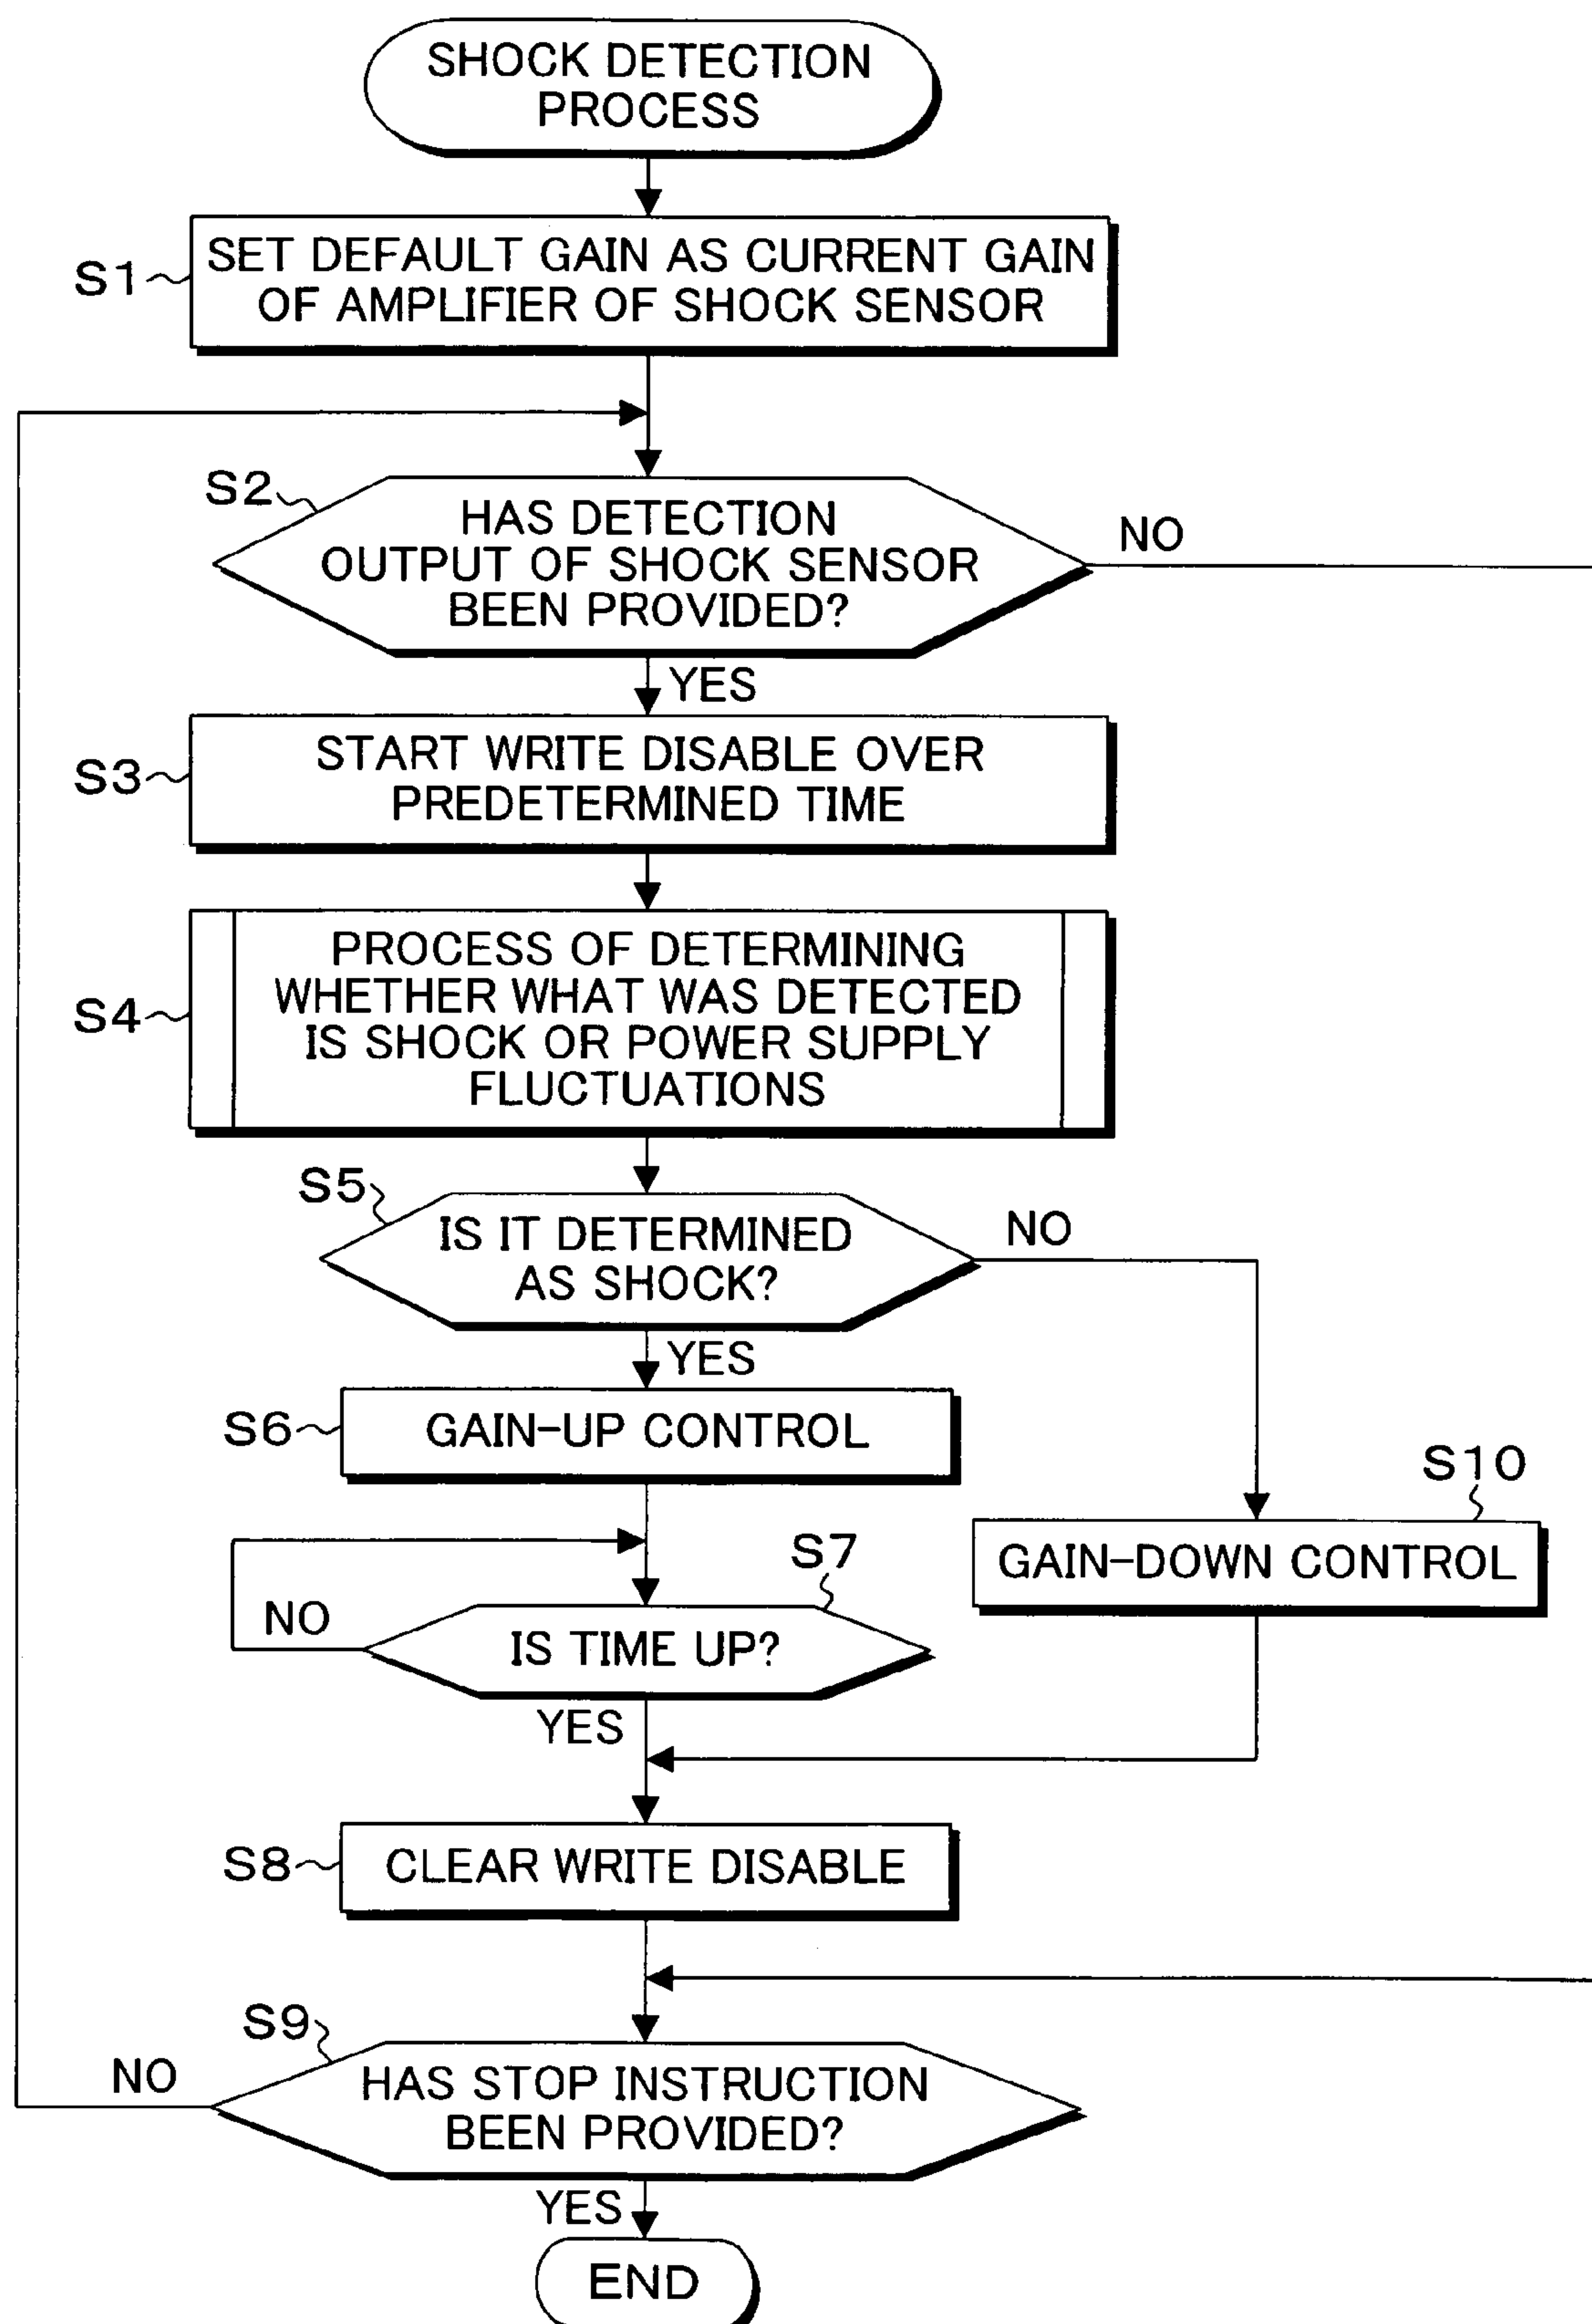 SHOCK DETECTION
PROCESS
S1
SET DEFAULT GAIN AS CURRENT GAIN
OF AMPLIFIER OF SHOCK SENSOR
S2
HAS DETECTION
OUTPUT OF SHOCK SENSOR
BEEN PROVIDED?
NO
YES
S3
START WRITE DISABLE OVER
PREDETERMINED TIME
S4
PROCESS OF DETERMINING
WHETHER WHAT WAS DETECTED
IS SHOCK OR POWER SUPPLY
FLUCTUATIONS
S5
IS IT DETERMINED
AS SHOCK?
NO
YES
S6
GAIN-UP CONTROL
S10
GAIN-DOWN CONTROL
S7
NO
IS TIME UP?
YES
S8
CLEAR WRITE DISABLE
S9
NO
HAS STOP INSTRUCTION
BEEN PROVIDED?
YES
END